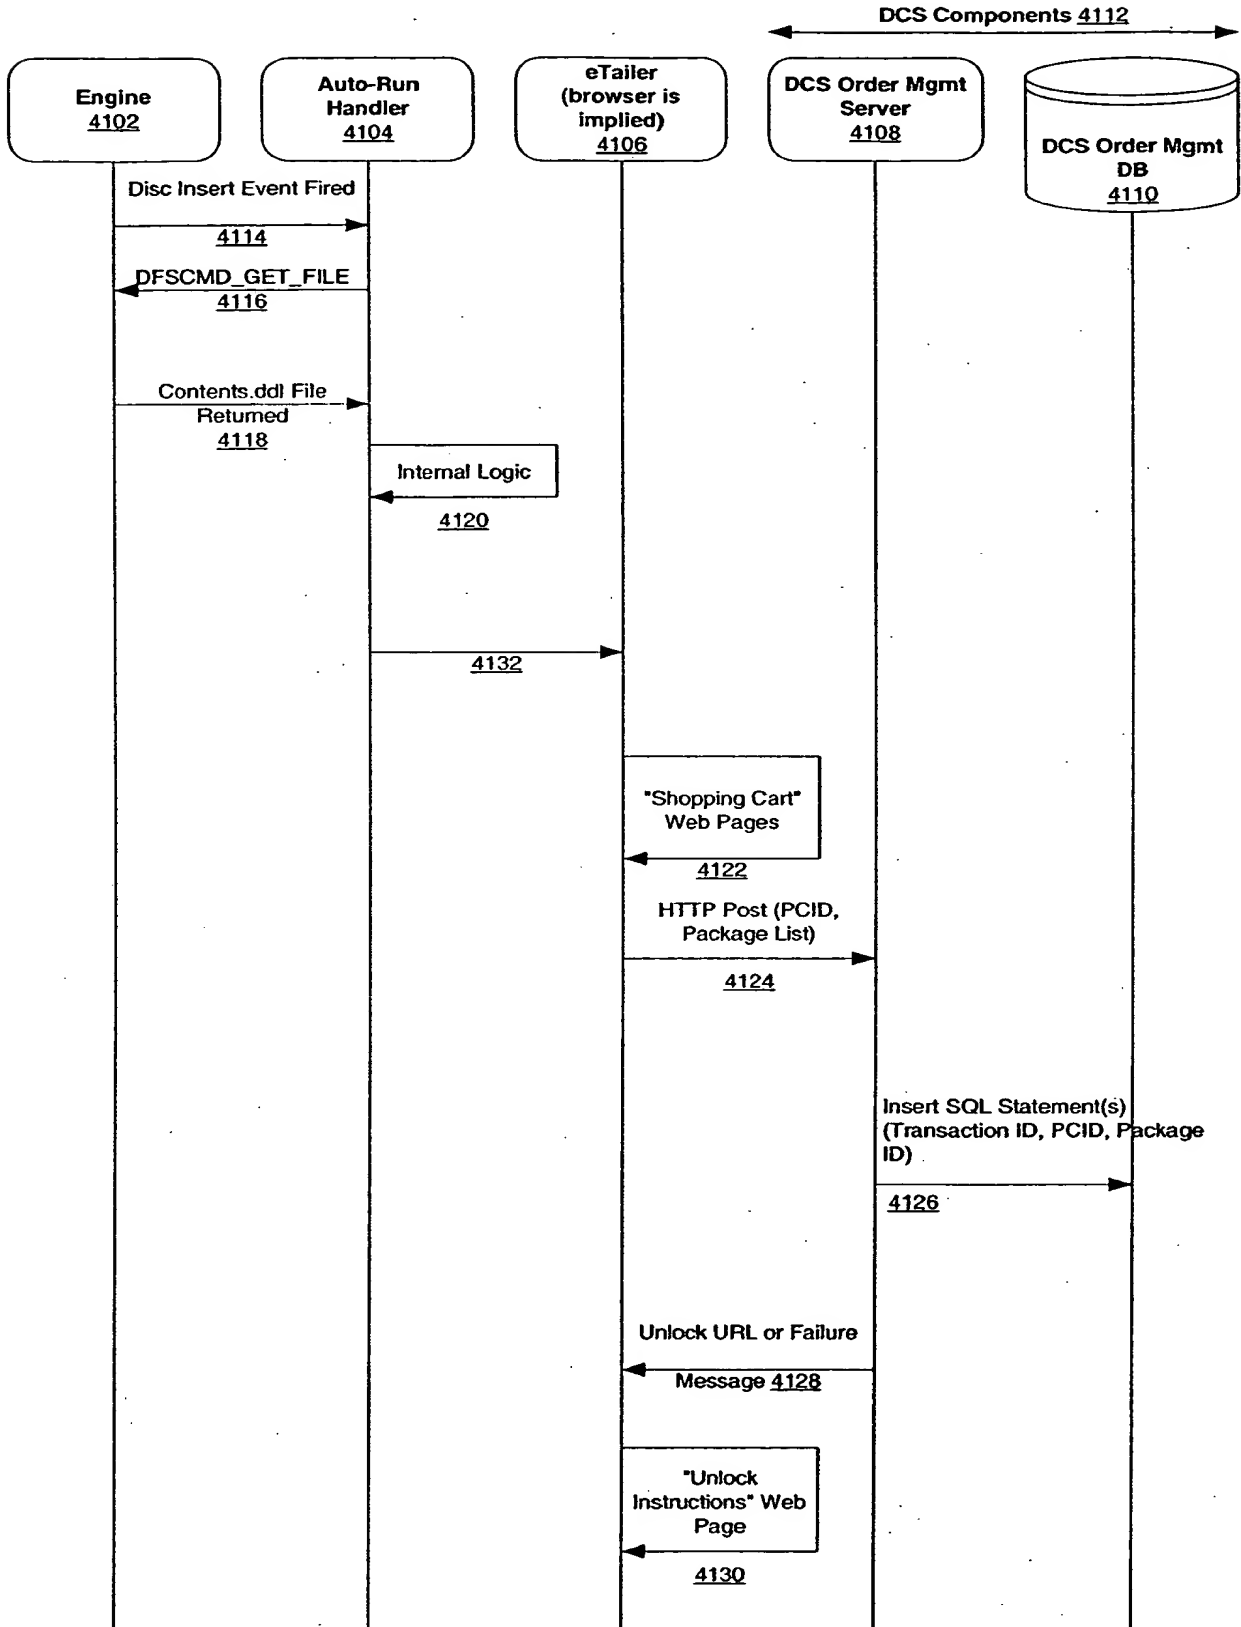 DCS Components 4112
Engine
4102
Auto-Run
Handler
4104
eTailer
(browser is
implied)
4106
DCS Order Mgmt
Server
4108
DCS Order Mgmt
DB
4110
Disc Insert Event Fired
4114
DFSCMD_GET_FILE
4116
Contents.ddl File
Returned
4118
Internal Logic
4120
4132
"Shopping Cart"
Web Pages
4122
HTTP Post (PCID,
Package List)
4124
Insert SQL Statement(s)
(Transaction ID, PCID, Package
ID)
4126
Unlock URL or Failure
Message 4128
"Unlock
Instructions" Web
Page
4130